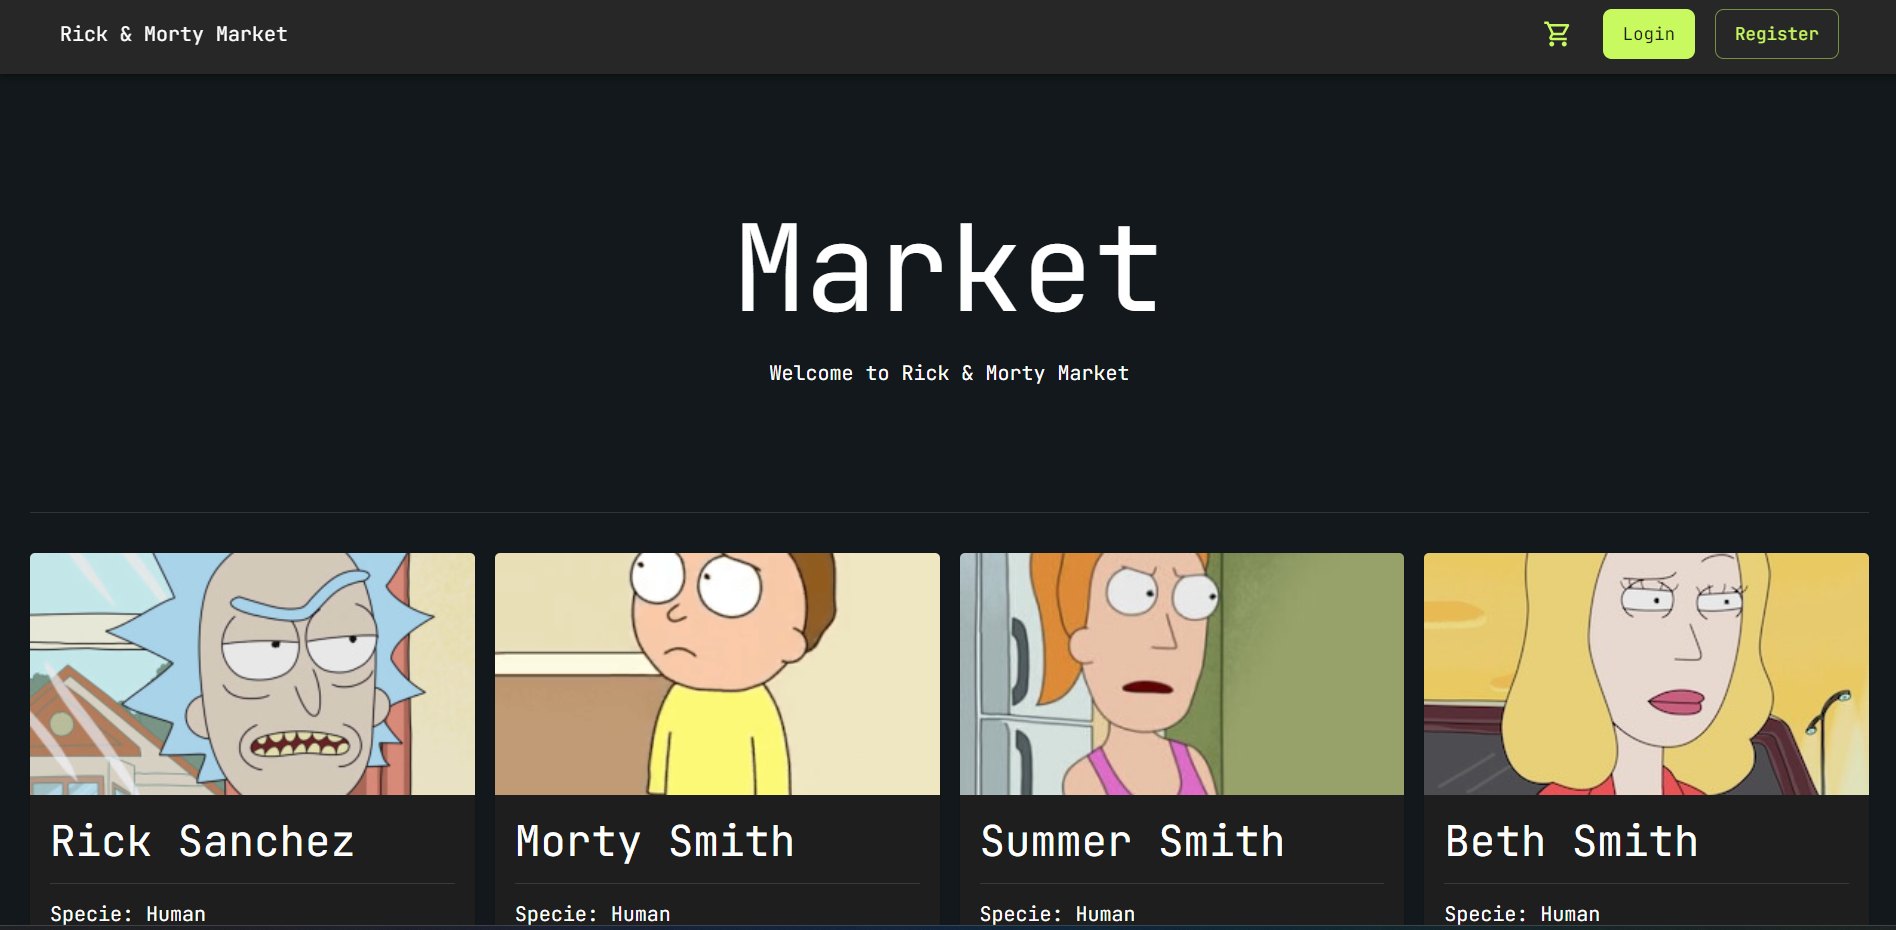 Rick & Morty Market
Login
Register
Market
Welcome to Rick & Morty Market
Rick Sanchez
Morty Smith
Summer Smith
Beth Smith
Specie: Human
Specie: Human
Specie: Human
Specie: Human